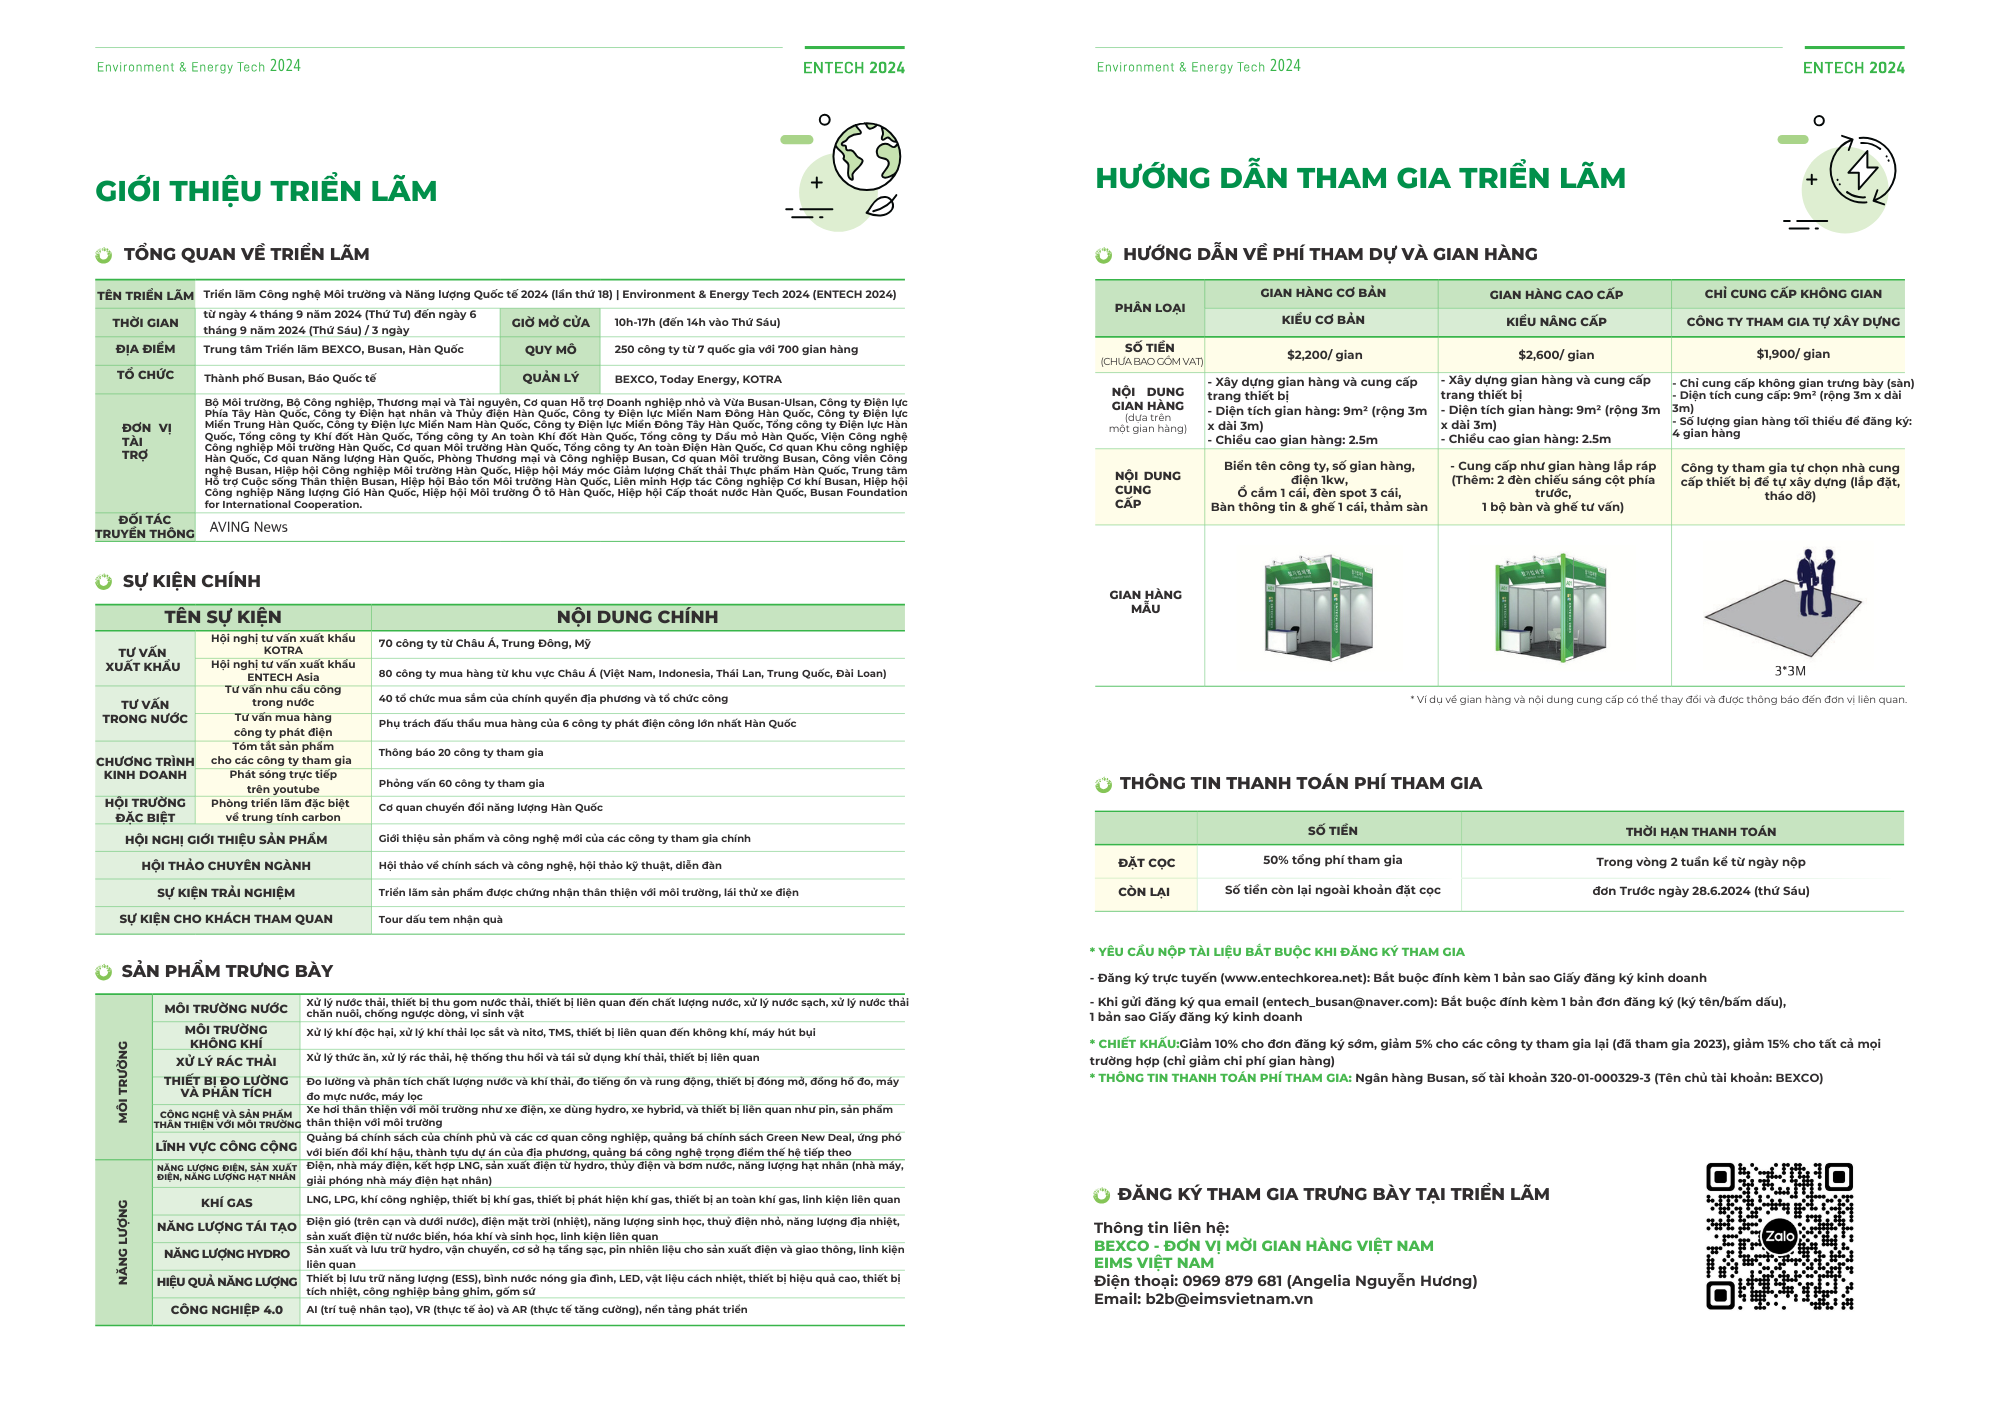 Environment & Energy Tech 2024
ENTECH 2024
GIỚI THIỆU TRIỂN LÃM
TỔNG QUAN VỀ TRIỂN LÃM
TÊN TRIỂN LÃM
Triển lãm Công nghệ Môi trường và Năng lượng Quốc tế 2024 (lần thứ 18) | Environment & Energy Tech 2024 (ENTECH 2024)
THỜI GIAN
từ ngày 4 tháng 9 năm 2024 (Thứ Tư) đến ngày 6
tháng 9 năm 2024 (Thứ Sáu) / 3 ngày
GIỜ MỞ CỬA
10h-17h (đến 14h vào Thứ Sáu)
ĐỊA ĐIỂM
Trung tâm Triển lãm BEXCO, Busan, Hàn Quốc
QUY MÔ
250 công ty từ 7 quốc gia với 700 gian hàng
TỔ CHỨC
Thành phố Busan, Báo Quốc tế
QUẢN LÝ
BEXCO, Today Energy, KOTRA
ĐƠN VỊ
TÀI
TRỢ
Bộ Môi trường, Bộ Công nghiệp, Thương mại và Tài nguyên, Cơ quan Hỗ trợ Doanh nghiệp nhỏ và Vừa Busan-Ulsan, Công ty Điện lực
Phía Tây Hàn Quốc, Công ty Điện hạt nhân và Thủy điện Hàn Quốc, Công ty Điện lực Miền Nam Đông Hàn Quốc, Công ty Điện lực
Miền Trung Hàn Quốc, Công ty Điện lực Miền Nam Hàn Quốc, Công ty Điện lực Miền Đông Tây Hàn Quốc, Tổng công ty Điện lực Hàn
Quốc, Tổng công ty Khí đốt Hàn Quốc, Tổng công ty An toàn Khí đốt Hàn Quốc, Tổng công ty Dầu mỏ Hàn Quốc, Viện Công nghệ
Công nghiệp Môi trường Hàn Quốc, Tổng công ty An toàn Điện Hàn Quốc, Cơ quan Khu công nghiệp
Hàn Quốc, Cơ quan Năng lượng Hàn Quốc, Phòng Thương mại và Công nghiệp Busan, Cơ quan Môi trường Busan, Công viên Công
nghệ Busan, Hiệp hội Công nghiệp Môi trường Hàn Quốc, Hiệp hội Máy móc Giảm lượng Chất thải Thực phẩm Hàn Quốc, Trung tâm
Hỗ trợ Cuộc sống Thân thiện Busan, Hiệp hội Bảo tồn Môi trường Hàn Quốc, Liên minh Hợp tác Công nghiệp Cơ khí Busan, Hiệp hội
Công nghiệp Năng lượng Gió Hàn Quốc, Hiệp hội Môi trường Ô tô Hàn Quốc, Hiệp hội Cấp thoát nước Hàn Quốc, Busan Foundation
for International Cooperation.
ĐỐI TÁC
TRUYỀN THÔNG
AVING News
SỰ KIỆN CHÍNH
TÊN SỰ KIỆN
NỘI DUNG CHÍNH
TƯ VẤN
XUẤT KHẨU
Hội nghị tư vấn xuất khẩu
KOTRA
70 công ty từ Châu Á, Trung Đông, Mỹ
Hội nghị tư vấn xuất khẩu
ENTECH Asia
80 công ty mua hàng từ khu vực Châu Á (Việt Nam, Indonesia, Thái Lan, Trung Quốc, Đài Loan)
TƯ VẤN
TRONG NƯỚC
Tư vấn nhu cầu công
trong nước
40 tổ chức mua sắm của chính quyền địa phương và tổ chức công
Tư vấn mua hàng
công ty phát điện
Phụ trách đấu thầu mua hàng của 6 công ty phát điện công lớn nhất Hàn Quốc
CHƯƠNG TRÌNH
KINH DOANH
Tóm tắt sản phẩm
cho các công ty tham gia
Thông báo 20 công ty tham gia
Phát sóng trực tiếp
trên youtube
Phỏng vấn 60 công ty tham gia
HỘI TRƯỜNG
ĐẶC BIỆT
Phòng triển lãm đặc biệt
về trung tính carbon
Cơ quan chuyển đổi năng lượng Hàn Quốc
HỘI NGHỊ GIỚI THIỆU SẢN PHẨM
Giới thiệu sản phẩm và công nghệ mới của các công ty tham gia chính
HỘI THẢO CHUYÊN NGÀNH
Hội thảo về chính sách và công nghệ, hội thảo kỹ thuật, diễn đàn
SỰ KIỆN TRẢI NGHIỆM
Triển lãm sản phẩm được chứng nhận thân thiện với môi trường, lái thử xe điện
SỰ KIỆN CHO KHÁCH THAM QUAN
Tour dấu tem nhận quà
SẢN PHẨM TRƯNG BÀY
MÔI TRƯỜNG
MÔI TRƯỜNG NƯỚC
Xử lý nước thải, thiết bị thu gom nước thải, thiết bị liên quan đến chất lượng nước, xử lý nước sạch, xử lý nước thải
chăn nuôi, chống ngược dòng, vi sinh vật
MÔI TRƯỜNG
KHÔNG KHÍ
Xử lý khí độc hại, xử lý khí thải lọc sắt và nitơ, TMS, thiết bị liên quan đến không khí, máy hút bụi
XỬ LÝ RÁC THẢI
Xử lý thức ăn, xử lý rác thải, hệ thống thu hồi và tái sử dụng khí thải, thiết bị liên quan
THIẾT BỊ ĐO LƯỜNG
VÀ PHÂN TÍCH
Đo lường và phân tích chất lượng nước và khí thải, đo tiếng ồn và rung động, thiết bị đóng mở, đồng hồ đo, máy
đo mực nước, máy lọc
CÔNG NGHỆ VÀ SẢN PHẨM
THÂN THIỆN VỚI MÔI TRƯỜNG
Xe hơi thân thiện với môi trường như xe điện, xe dùng hydro, xe hybrid, và thiết bị liên quan như pin, sản phẩm
thân thiện với môi trường
LĨNH VỰC CÔNG CỘNG
Quảng bá chính sách của chính phủ và các cơ quan công nghiệp, quảng bá chính sách Green New Deal, ứng phó
với biến đổi khí hậu, thành tựu dự án của địa phương, quảng bá công nghệ trọng điểm thế hệ tiếp theo
NĂNG LƯỢNG
NĂNG LƯỢNG ĐIỆN, SẢN XUẤT
ĐIỆN, NĂNG LƯỢNG HẠT NHÂN
Điện, nhà máy điện, kết hợp LNG, sản xuất điện từ hydro, thủy điện và bơm nước, năng lượng hạt nhân (nhà máy,
giải phóng nhà máy điện hạt nhân)
KHÍ GAS
LNG, LPG, khí công nghiệp, thiết bị khí gas, thiết bị phát hiện khí gas, thiết bị an toàn khí gas, linh kiện liên quan
NĂNG LƯỢNG TÁI TẠO
Điện gió (trên cạn và dưới nước), điện mặt trời (nhiệt), năng lượng sinh học, thuỷ điện nhỏ, năng lượng địa nhiệt,
sản xuất điện từ nước biển, hóa khí và sinh học, linh kiện liên quan
NĂNG LƯỢNG HYDRO
Sản xuất và lưu trữ hydro, vận chuyển, cơ sở hạ tầng sạc, pin nhiên liệu cho sản xuất điện và giao thông, linh kiện
liên quan
HIỆU QUẢ NĂNG LƯỢNG
Thiết bị lưu trữ năng lượng (ESS), bình nước nóng gia đình, LED, vật liệu cách nhiệt, thiết bị hiệu quả cao, thiết bị
tích nhiệt, công nghiệp bảng ghim, gốm sứ
CÔNG NGHIỆP 4.0
AI (trí tuệ nhân tạo), VR (thực tế ảo) và AR (thực tế tăng cường), nền tảng phát triển
Environment & Energy Tech 2024
ENTECH 2024
HƯỚNG DẪN THAM GIA TRIỂN LÃM
HƯỚNG DẪN VỀ PHÍ THAM DỰ VÀ GIAN HÀNG
PHÂN LOẠI
GIAN HÀNG CƠ BẢN
GIAN HÀNG CAO CẤP
CHỈ CUNG CẤP KHÔNG GIAN
KIỂU CƠ BẢN
KIỂU NÂNG CẤP
CÔNG TY THAM GIA TỰ XÂY DỰNG
SỐ TIỀN
(CHƯA BAO GỒM VAT)
$2,200/ gian
$2,600/ gian
$1,900/ gian
NỘI DUNG
GIAN HÀNG
(dựa trên
một gian hàng)
- Xây dựng gian hàng và cung cấp
trang thiết bị
- Diện tích gian hàng: 9m² (rộng 3m
x dài 3m)
- Chiều cao gian hàng: 2.5m
- Xây dựng gian hàng và cung cấp
trang thiết bị
- Diện tích gian hàng: 9m² (rộng 3m
x dài 3m)
- Chiều cao gian hàng: 2.5m
- Chỉ cung cấp không gian trưng bày (sàn)
- Diện tích cung cấp: 9m² (rộng 3m x dài
3m)
- Số lượng gian hàng tối thiểu để đăng ký:
4 gian hàng
NỘI DUNG
CUNG
CẤP
Biển tên công ty, số gian hàng,
điện 1kw,
Ổ cắm 1 cái, đèn spot 3 cái,
Bàn thông tin & ghế 1 cái, thảm sàn
- Cung cấp như gian hàng lắp ráp
(Thêm: 2 đèn chiếu sáng cột phía
trước,
1 bộ bàn và ghế tư vấn)
Công ty tham gia tự chọn nhà cung
cấp thiết bị để tự xây dựng (lắp đặt,
tháo dỡ)
GIAN HÀNG
MẪU
3*3M
* Ví dụ về gian hàng và nội dung cung cấp có thể thay đổi và được thông báo đến đơn vị liên quan.
THÔNG TIN THANH TOÁN PHÍ THAM GIA
SỐ TIỀN
THỜI HẠN THANH TOÁN
ĐẶT CỌC
50% tổng phí tham gia
Trong vòng 2 tuần kể từ ngày nộp
CÒN LẠI
Số tiền còn lại ngoài khoản đặt cọc
đơn Trước ngày 28.6.2024 (thứ Sáu)
* YÊU CẦU NỘP TÀI LIỆU BẮT BUỘC KHI ĐĂNG KÝ THAM GIA
- Đăng ký trực tuyến (www.entechkorea.net): Bắt buộc đính kèm 1 bản sao Giấy đăng ký kinh doanh
- Khi gửi đăng ký qua email (entech_busan@naver.com): Bắt buộc đính kèm 1 bản đơn đăng ký (ký tên/bấm dấu),
1 bản sao Giấy đăng ký kinh doanh
* CHIẾT KHẤU:Giảm 10% cho đơn đăng ký sớm, giảm 5% cho các công ty tham gia lại (đã tham gia 2023), giảm 15% cho tất cả mọi
trường hợp (chỉ giảm chi phí gian hàng)
* THÔNG TIN THANH TOÁN PHÍ THAM GIA: Ngân hàng Busan, số tài khoản 320-01-000329-3 (Tên chủ tài khoản: BEXCO)
ĐĂNG KÝ THAM GIA TRƯNG BÀY TẠI TRIỂN LÃM
Thông tin liên hệ:
BEXCO - ĐƠN VỊ MỜI GIAN HÀNG VIỆT NAM
EIMS VIỆT NAM
Điện thoại: 0969 879 681 (Angelia Nguyễn Hương)
Email: b2b@eimsvietnam.vn
Zalo